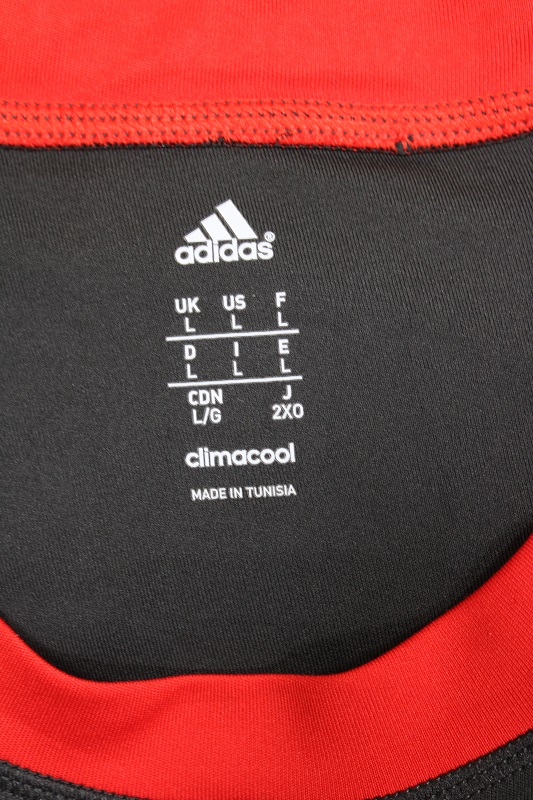 adidas®
UK US F
L L L
D I E
L L L
CDN J
L/G 2XO
climacool
MADE IN TUNISIA